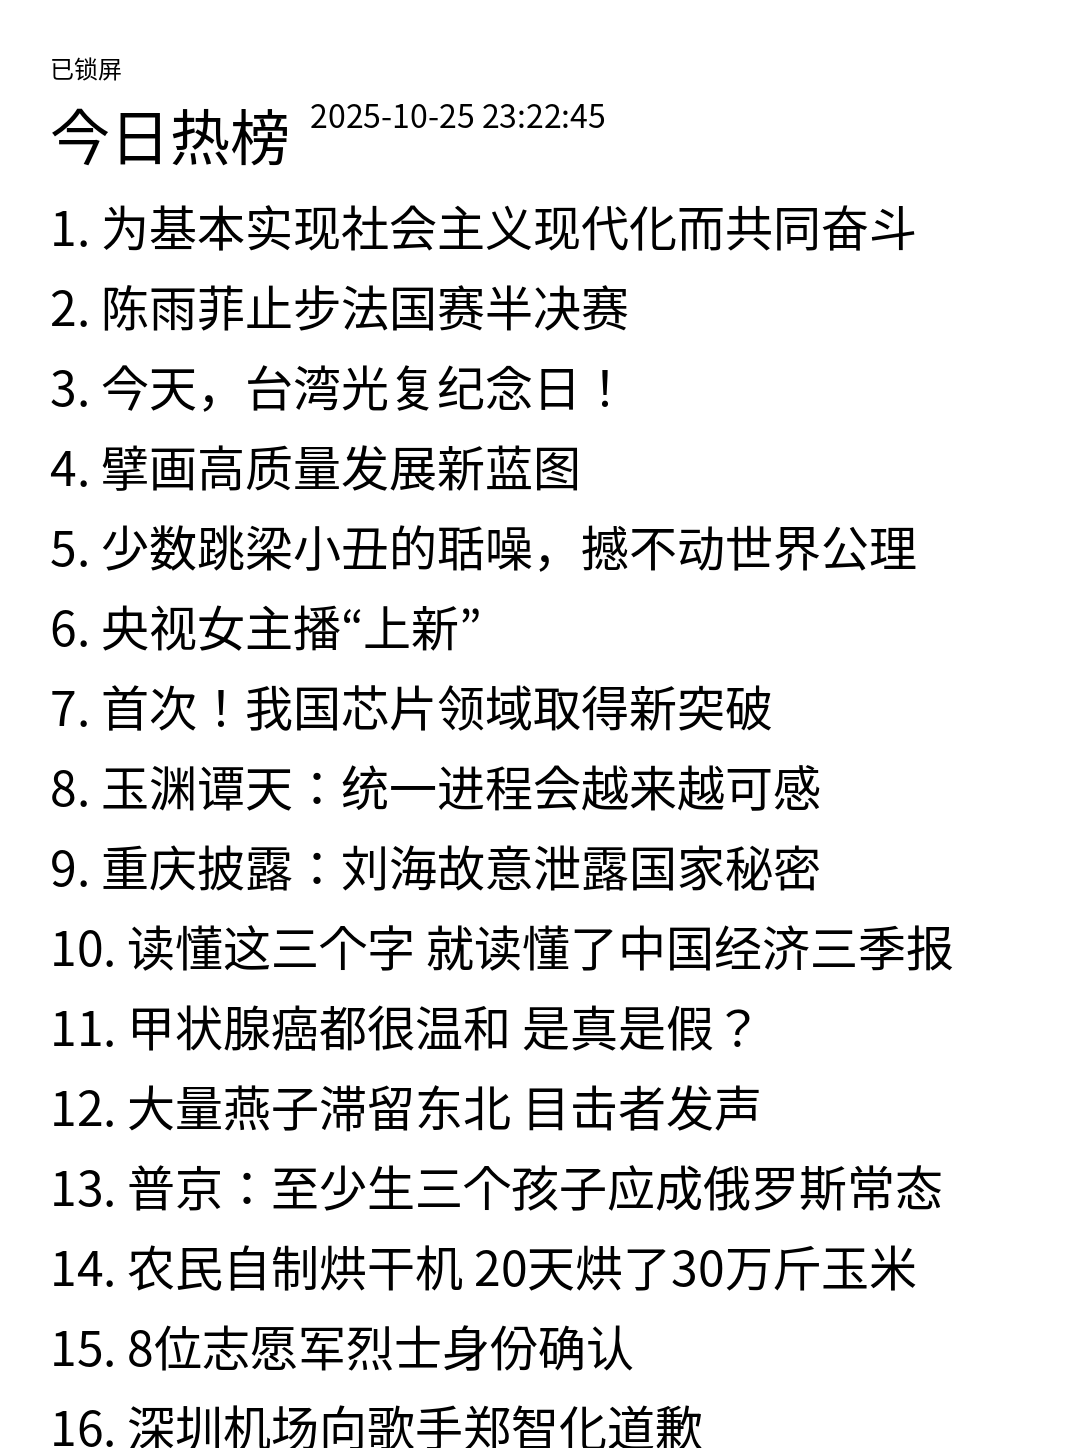 已锁屏
今日热榜 2025-10-25 23:22:45
1. 为基本实现社会主义现代化而共同奋斗
2. 陈雨菲止步法国赛半决赛
3. 今天，台湾光复纪念日！
4. 擘画高质量发展新蓝图
5. 少数跳梁小丑的聒噪，撼不动世界公理
6. 央视女主播“上新”
7. 首次！我国芯片领域取得新突破
8. 玉渊谭天：统一进程会越来越可感
9. 重庆披露：刘海故意泄露国家秘密
10. 读懂这三个字 就读懂了中国经济三季报
11. 甲状腺癌都很温和 是真是假？
12. 大量燕子滞留东北 目击者发声
13. 普京：至少生三个孩子应成俄罗斯常态
14. 农民自制烘干机 20天烘了30万斤玉米
15. 8位志愿军烈士身份确认
16. 深圳机场向歌手郑智化道歉